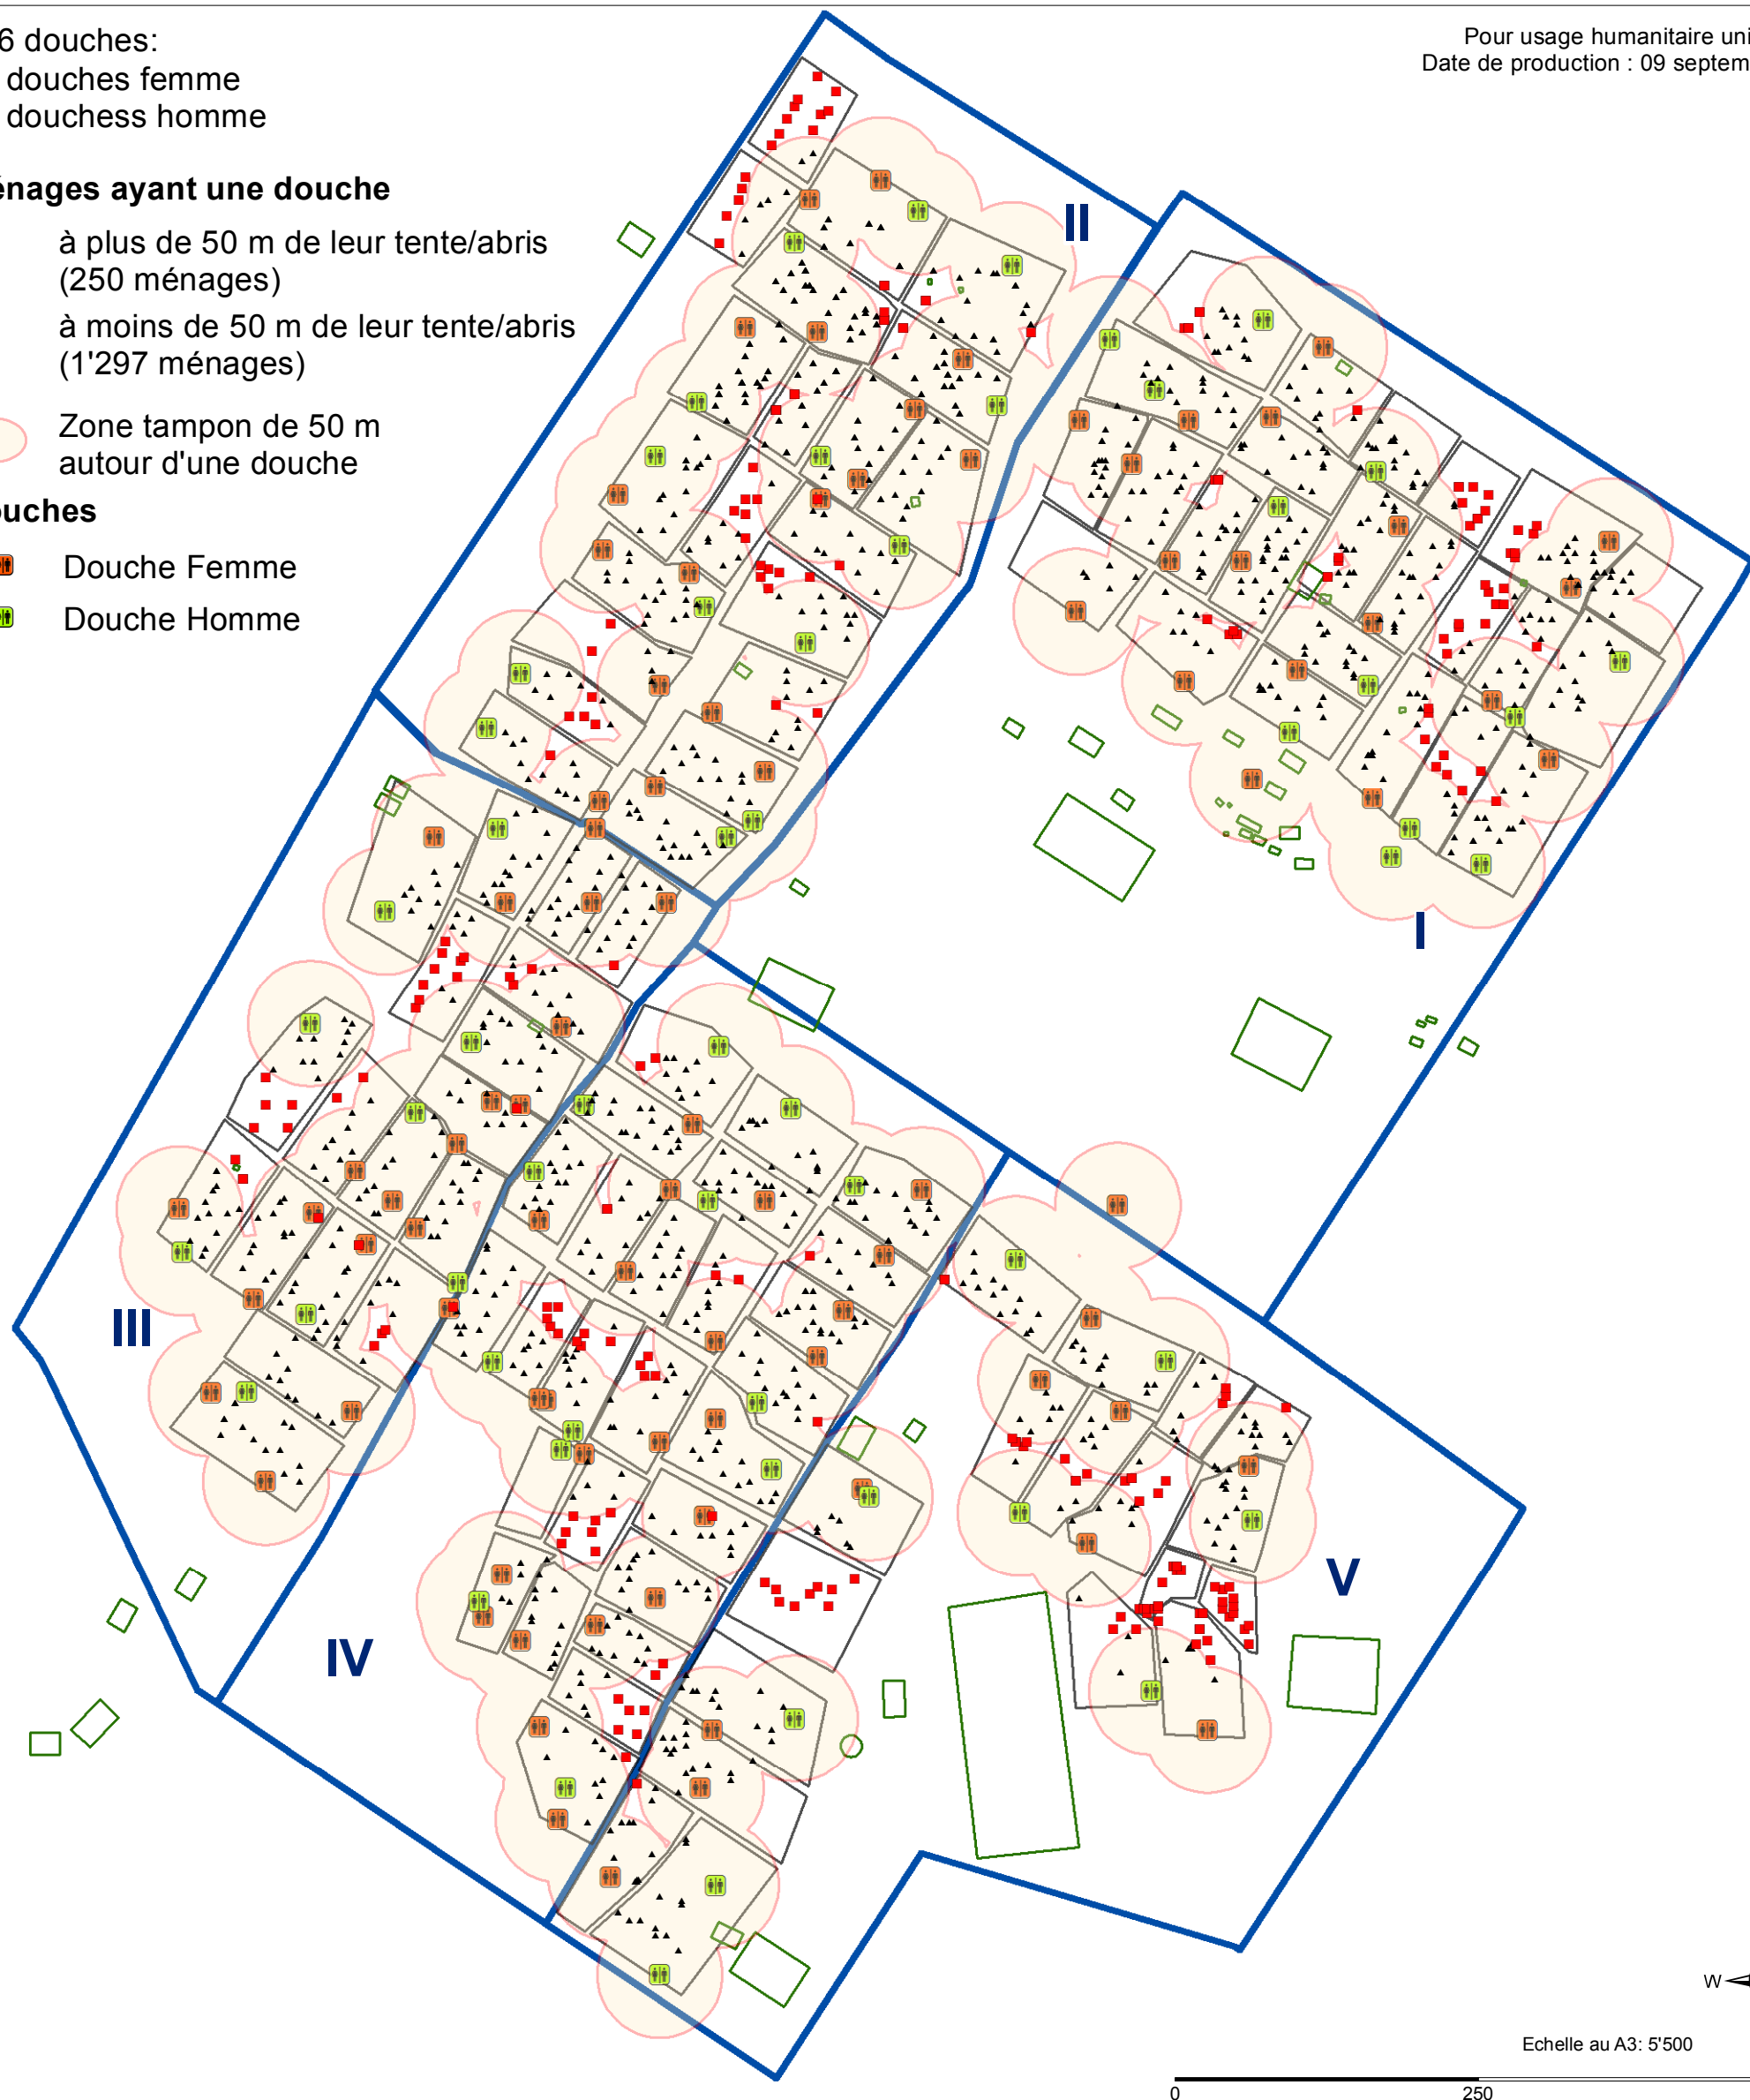 6 douches:
douches femme
douchess homme
Pour usage humanitaire uni
Date de production : 09 septem
énages ayant une douche
à plus de 50 m de leur tente/abris
(250 ménages)
à moins de 50 m de leur tente/abris
(1'297 ménages)
Zone tampon de 50 m
autour d'une douche
ouches
Douche Femme
Douche Homme
II
I
III
V
IV
W
Echelle au A3: 5'500
0 250